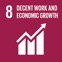 8 DECENT WORK AND
ECONOMIC GROWTH